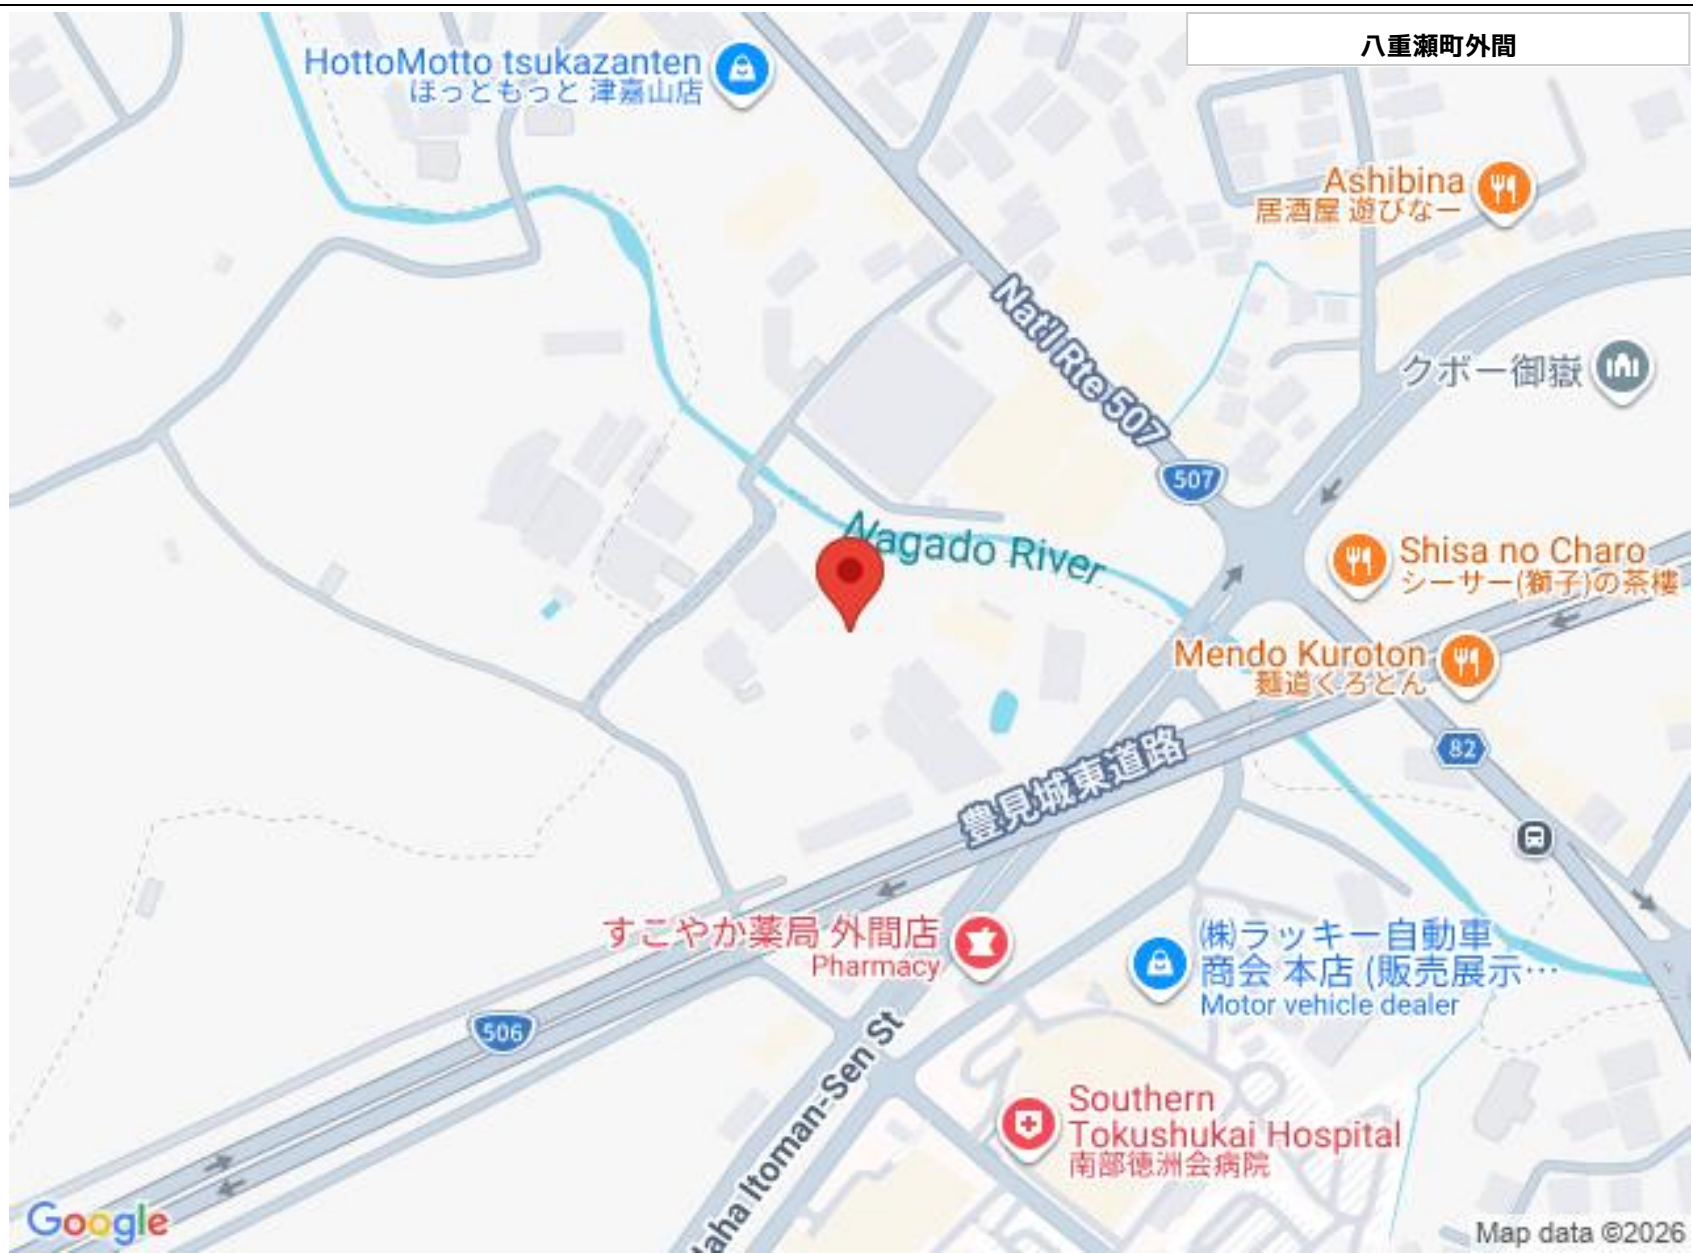 八重瀬町外間
HottoMotto tsukazanten
ほっともっと 津嘉山店
Ashibina
居酒屋 遊びなー
Nat'l Rte 507
クボー御嶽
507
Nagado River
Shisa no Charo
シーサー(獅子)の茶樓
Mendo Kuroton
麺道くろとん
豊見城東道路
82
すこやか薬局 外間店
Pharmacy
㈱ラッキー自動車
商会 本店 (販売展示…
Motor vehicle dealer
506
Naha Itoman-Sen St
Southern
Tokushukai Hospital
南部徳洲会病院
Google
Map data ©2026